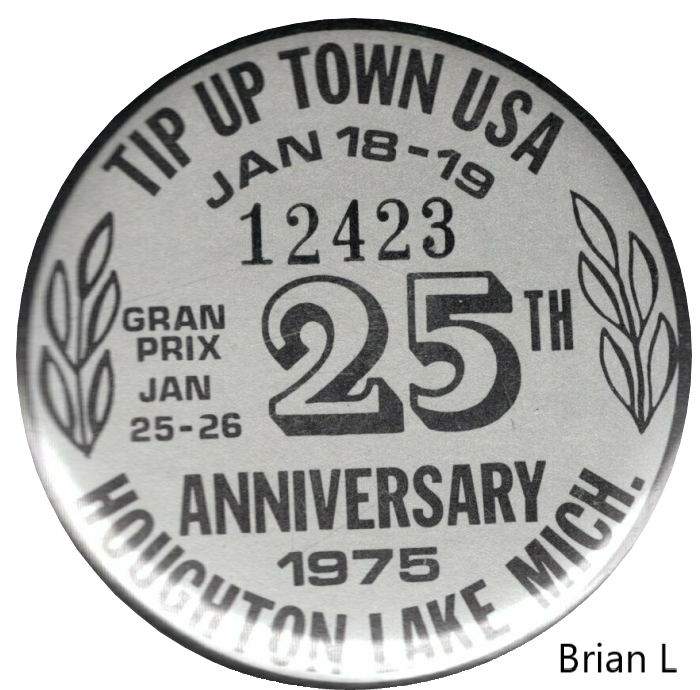 TIP UP TOWN USA
JAN 18-19
12423
25TH
GRAN
PRIX
JAN
25-26
ANNIVERSARY
1975
HOUGHTON LAKE MICH.
Brian L